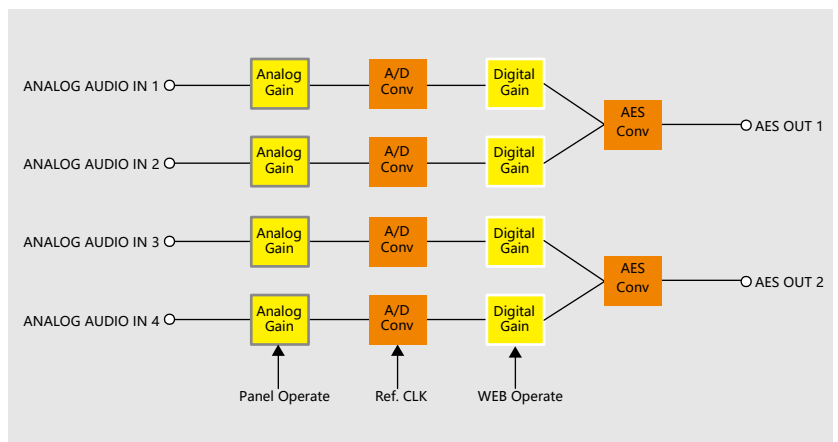 ANALOG AUDIO IN 1
Analog
Gain
A/D
Conv
Digital
Gain
AES
Conv
AES OUT 1
ANALOG AUDIO IN 2
Analog
Gain
A/D
Conv
Digital
Gain
ANALOG AUDIO IN 3
Analog
Gain
A/D
Conv
Digital
Gain
AES
Conv
AES OUT 2
ANALOG AUDIO IN 4
Analog
Gain
A/D
Conv
Digital
Gain
Panel Operate
Ref. CLK
WEB Operate